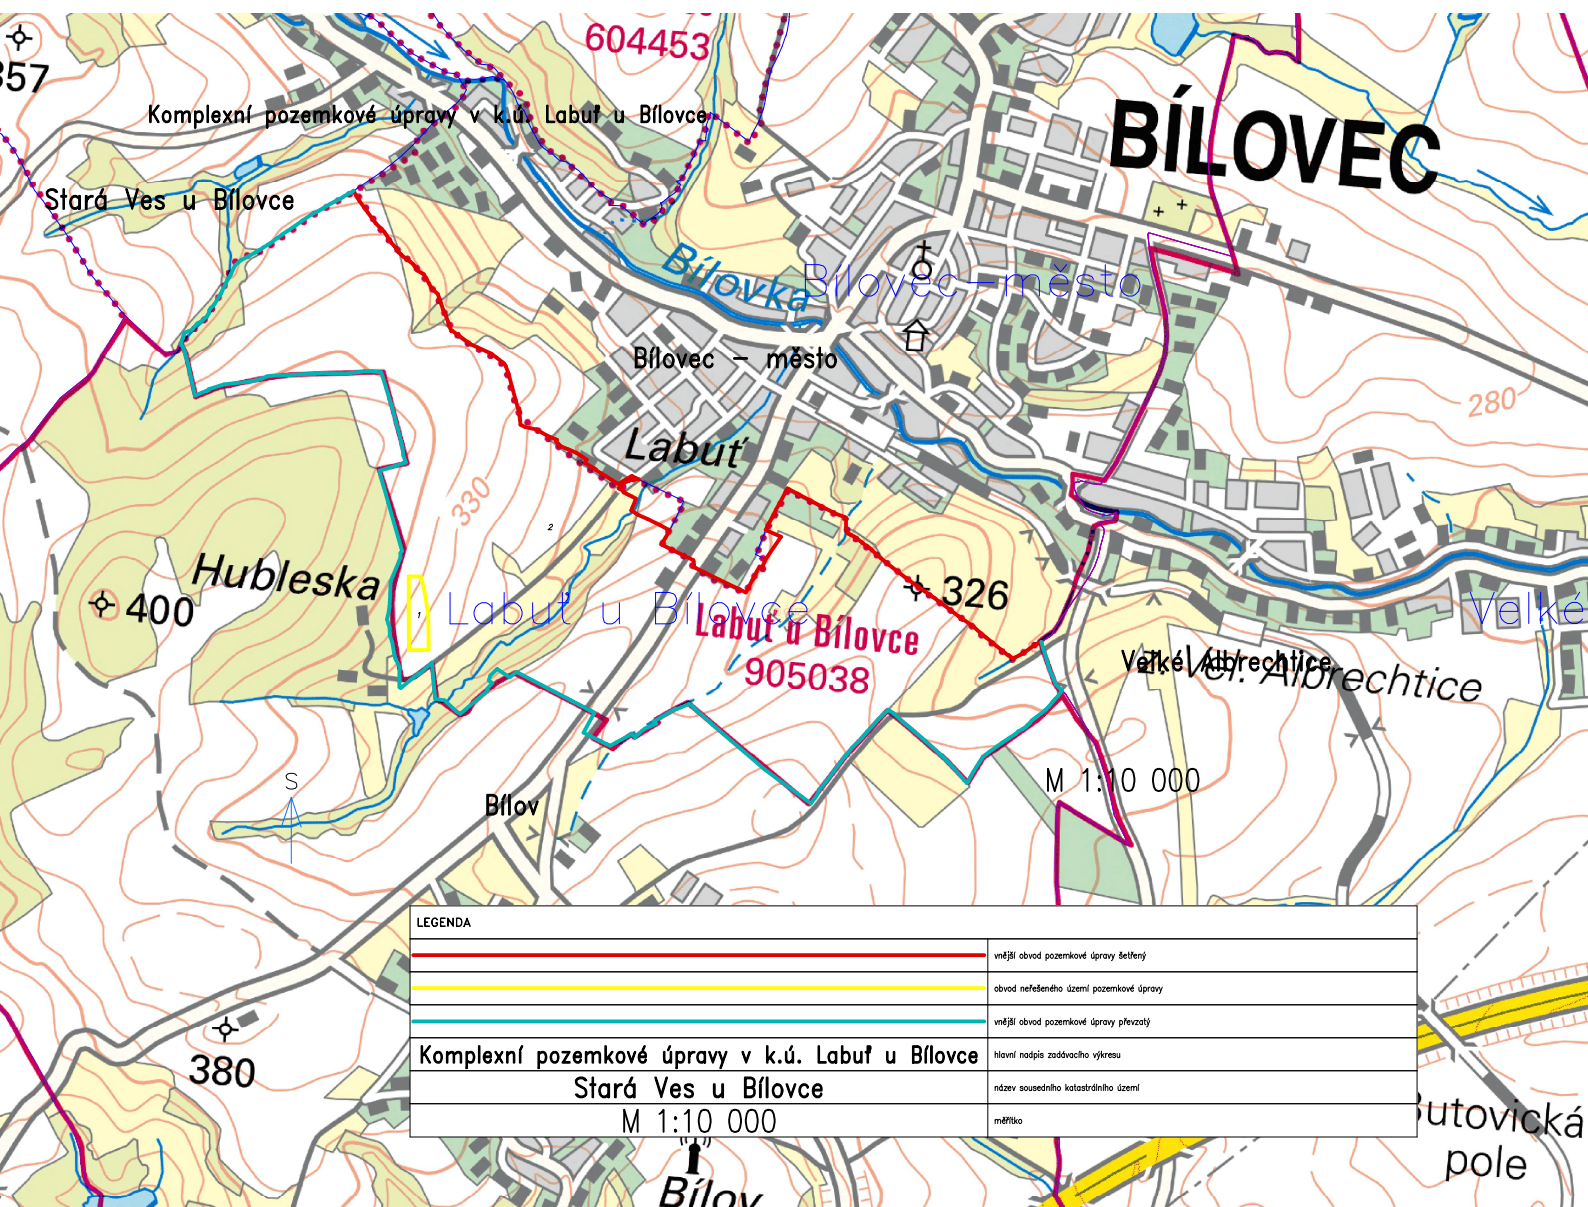 604453
357
Komplexní pozemkové úpravy v k.ú. Labuť u Bílovce
BÍLOVEC
Stará Ves u Bílovce
Bílovka
Bílovec-město
Bílovec – město
280
Labuť
330
2
Hubleska
400
1
326
Labuť u Bílovce
Labuť u Bílovce
905038
Velké
Velké Albrechtice
Vel. Albrechtice
M 1:10 000
S
Bílov
LEGENDA
vnější obvod pozemkové úpravy šetřený
obvod neřešeného území pozemkové úpravy
vnější obvod pozemkové úpravy převzatý
Komplexní pozemkové úpravy v k.ú. Labuť u Bílovce
hlavní nadpis zadávacího výkresu
Stará Ves u Bílovce
název sousedního katastrálního území
M 1:10 000
měřítko
380
Butovická
pole
Bílov